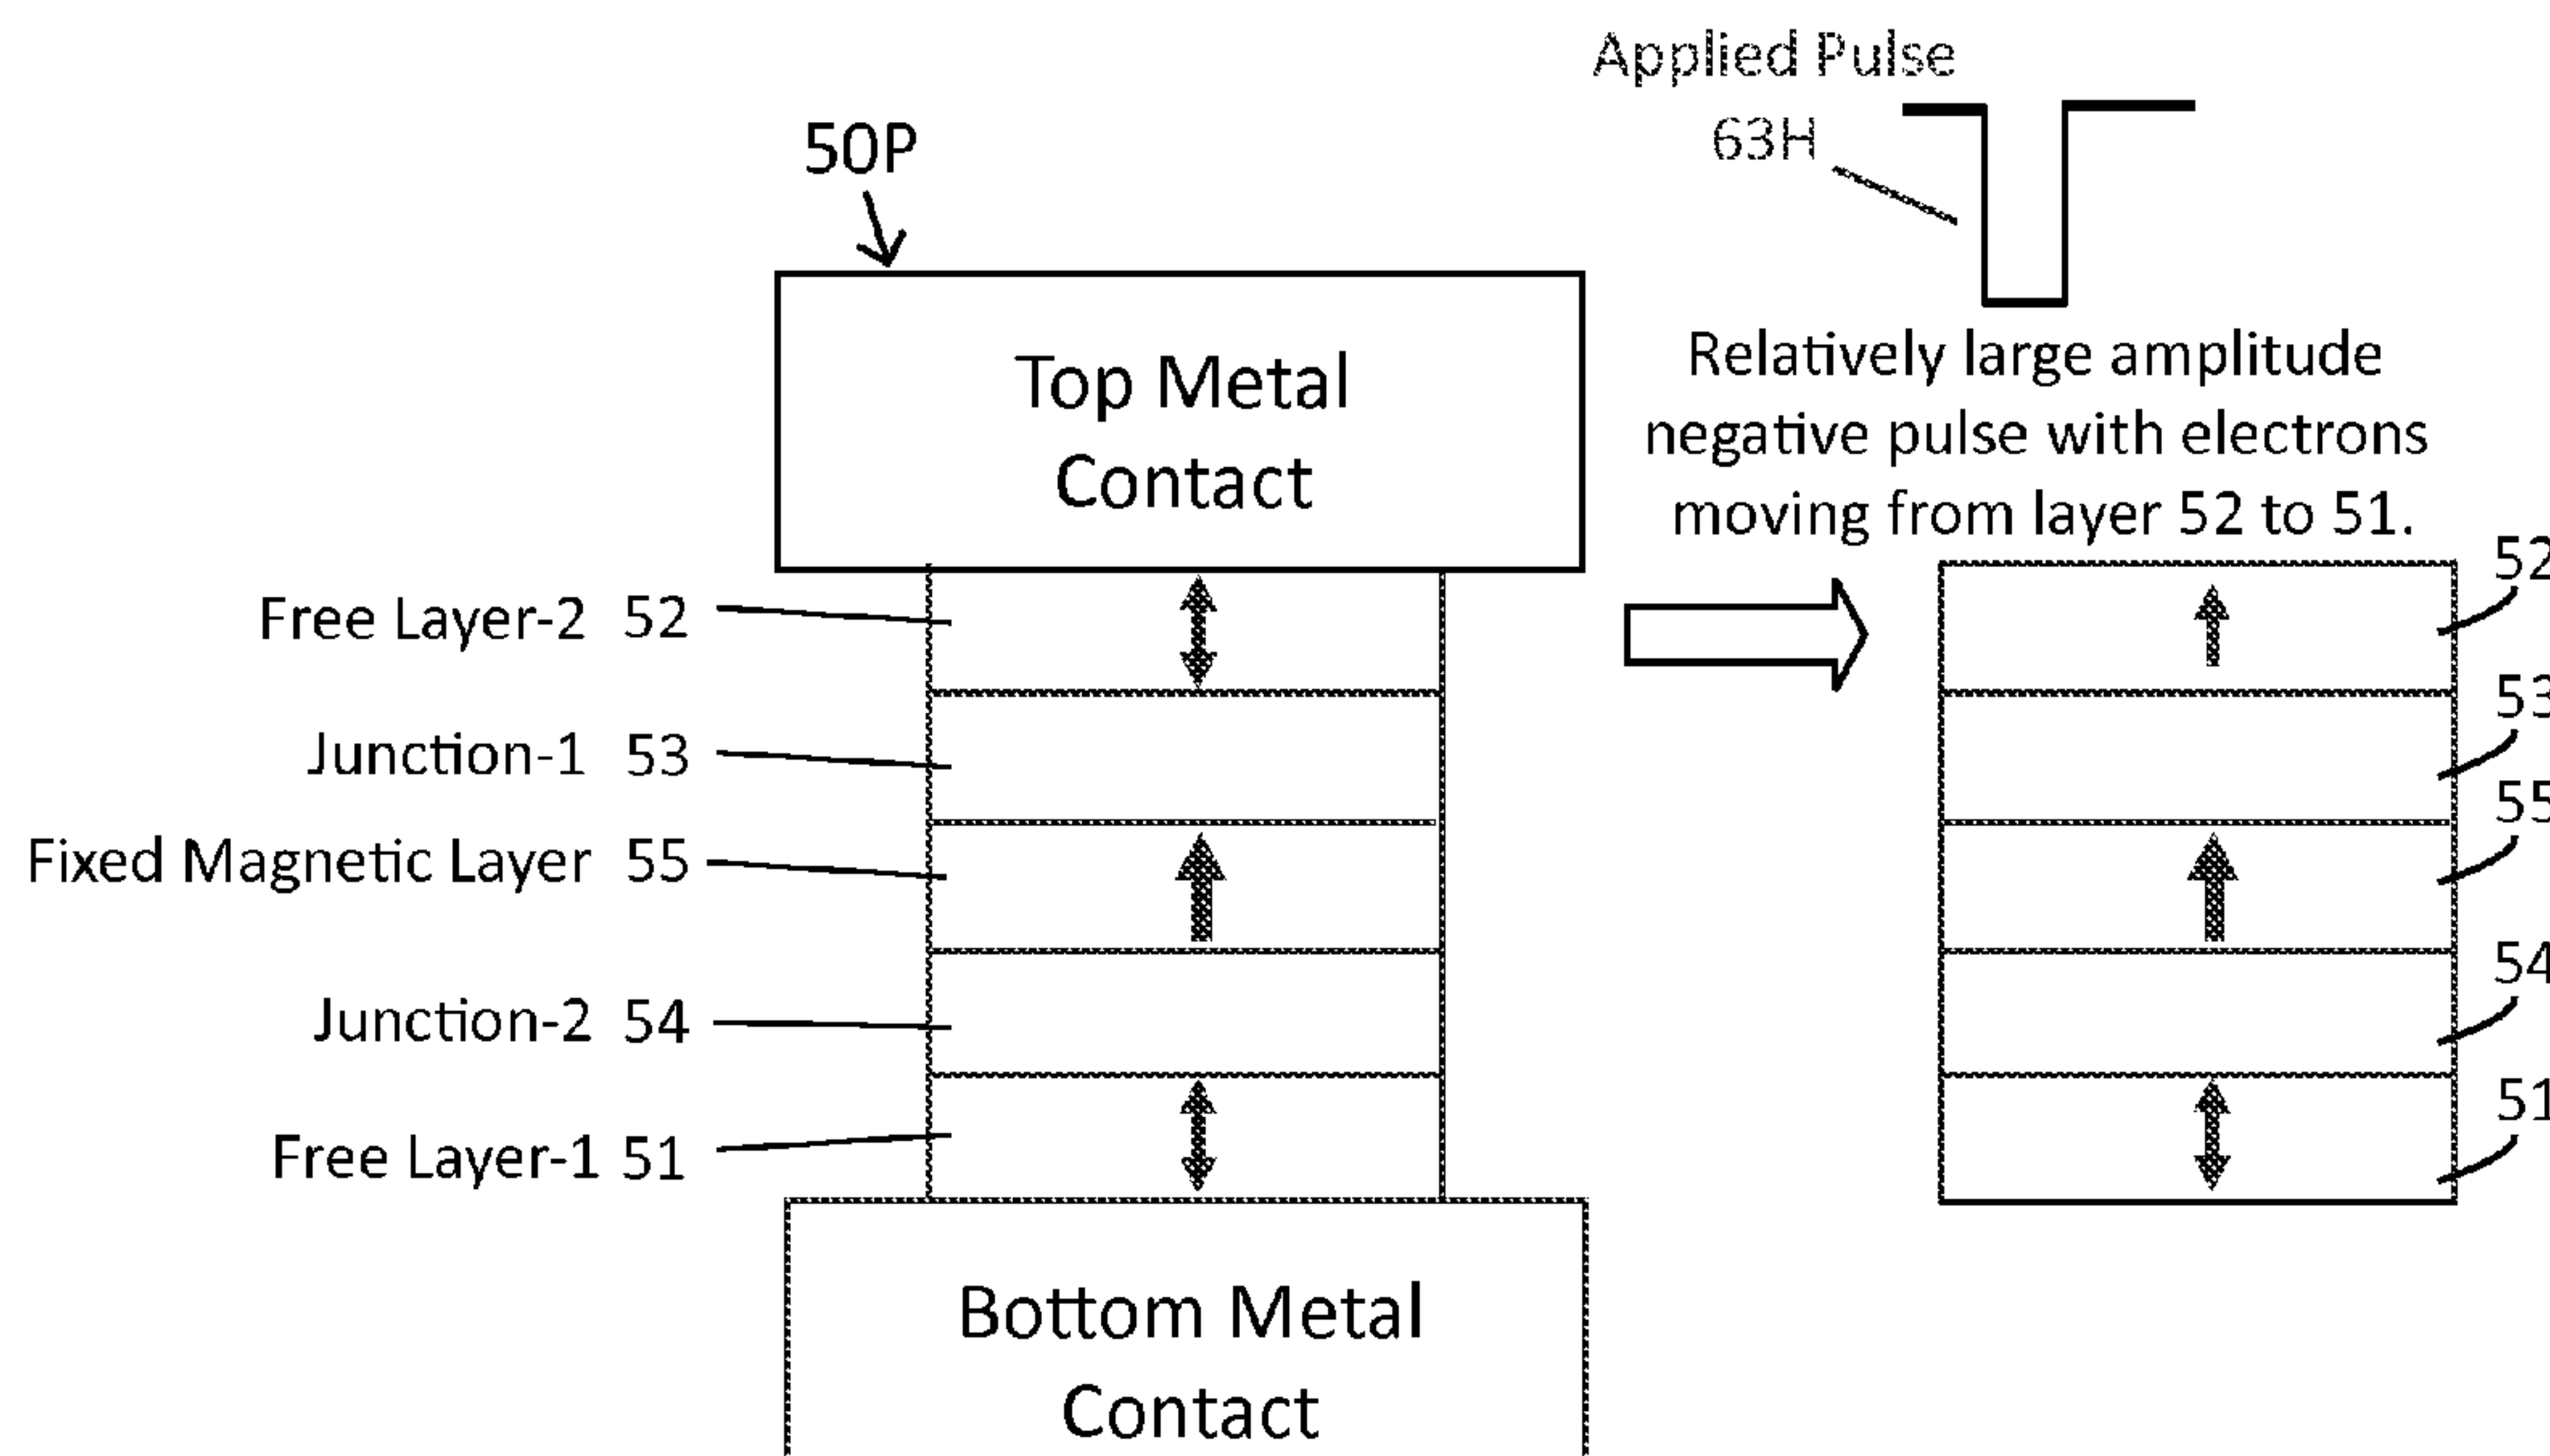 Applied Pulse
63H
50P
Top Metal
Contact
Relatively large amplitude
negative pulse with electrons
moving from layer 52 to 51.
Free Layer-2 52
Junction-1 53
Fixed Magnetic Layer 55
Junction-2 54
Free Layer-1 51
52
53
55
54
51
Bottom Metal
Contact